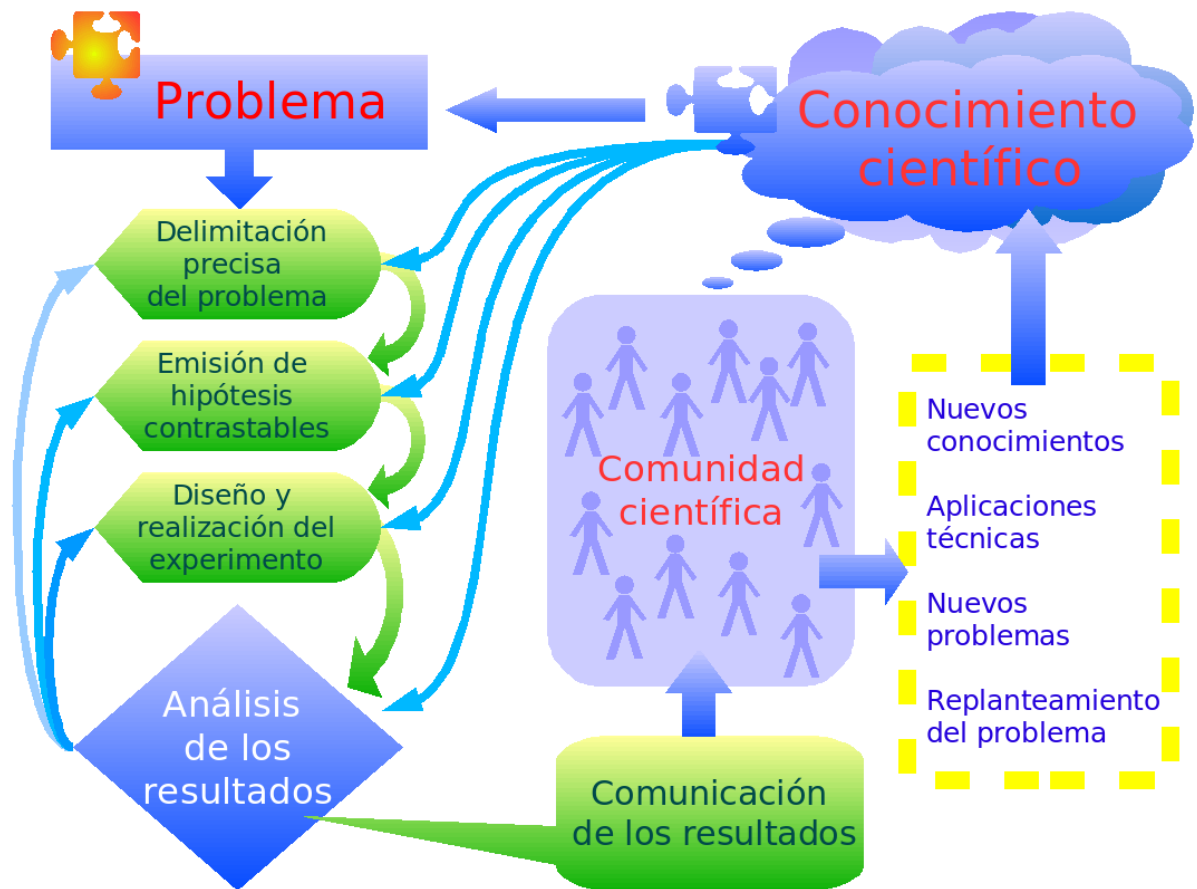 Problema
Conocimiento
científico
Delimitación
precisa
del problema
Emisión de
hipótesis
contrastables
Diseño y
realización del
experimento
Análisis
de los
resultados
Comunicación
de los resultados
Comunidad
científica
Nuevos
conocimientos
Aplicaciones
técnicas
Nuevos
problemas
Replanteamiento
del problema